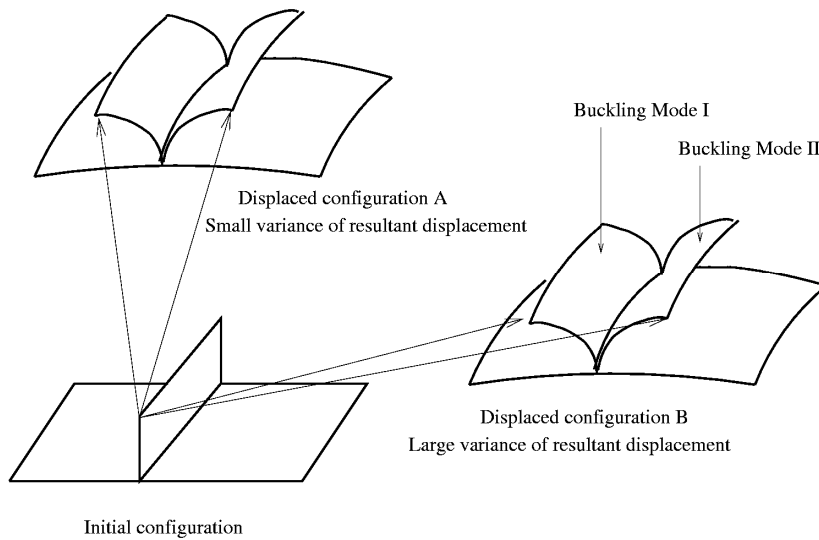 Buckling Mode I
Buckling Mode II
Displaced configuration A
Small variance of resultant displacement
Displaced configuration B
Large variance of resultant displacement
Initial configuration